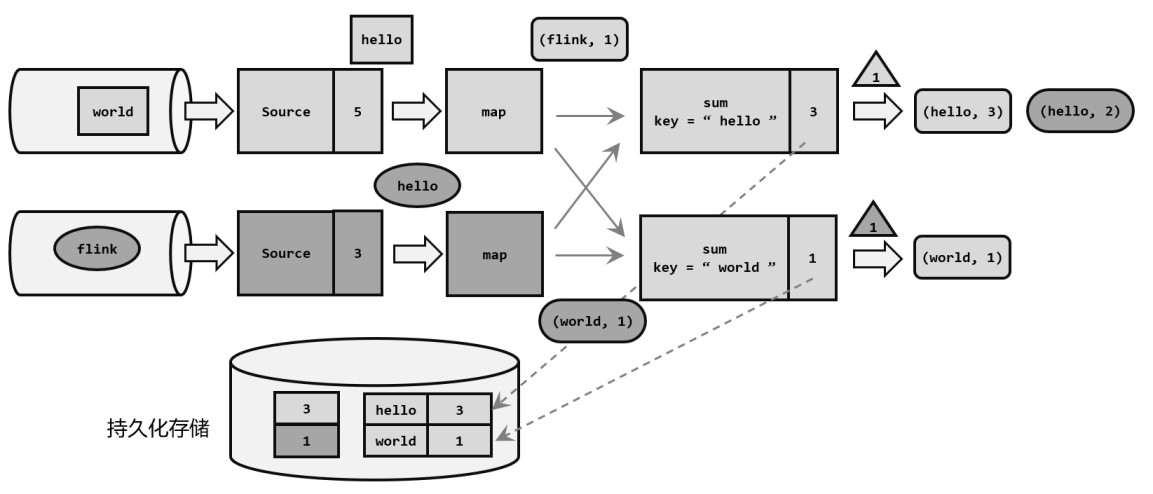 hello
(flink, 1)
world
Source
5
map
sum
key = “ hello ”
3
1
(hello, 3)
(hello, 2)
hello
flink
Source
3
map
sum
key = “ world ”
1
1
(world, 1)
(world, 1)
持久化存储
3
1
hello
3
world
1